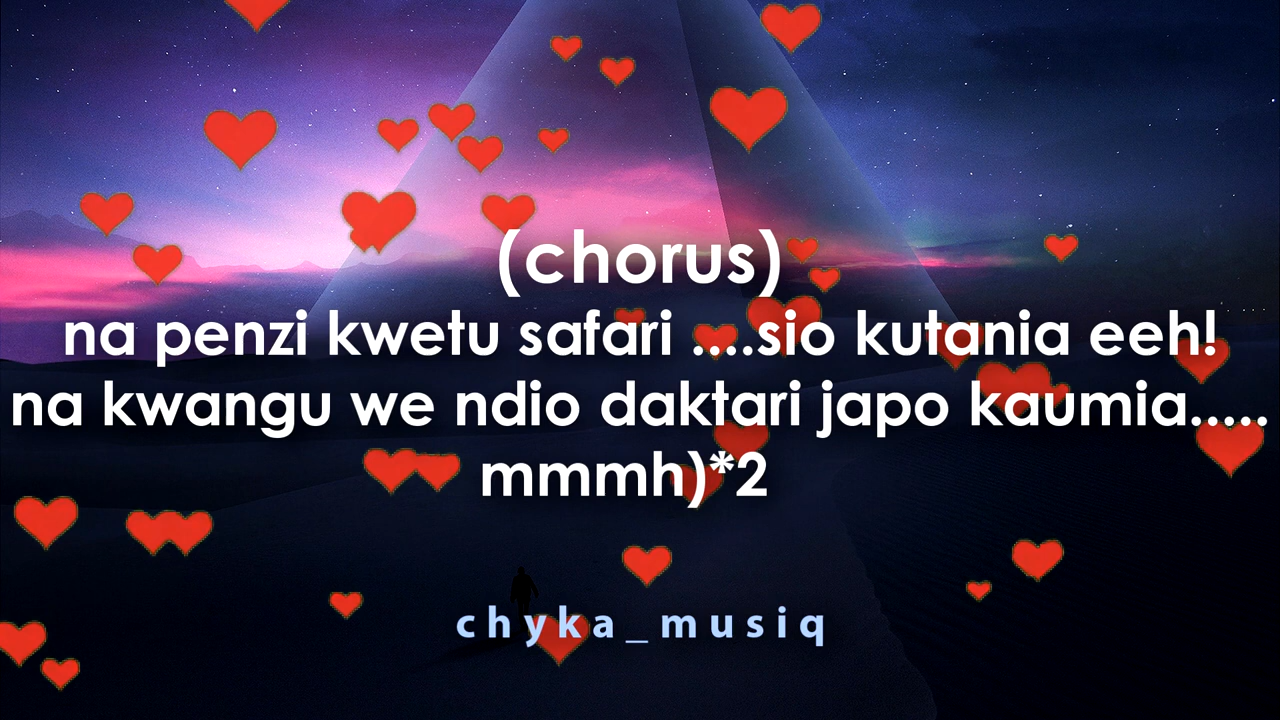 (chorus)
na penzi kwetu safari ....sio kutania eeh!
na kwangu we ndio daktari japo kaumia.....
mmmh)*2
chyka_musiq